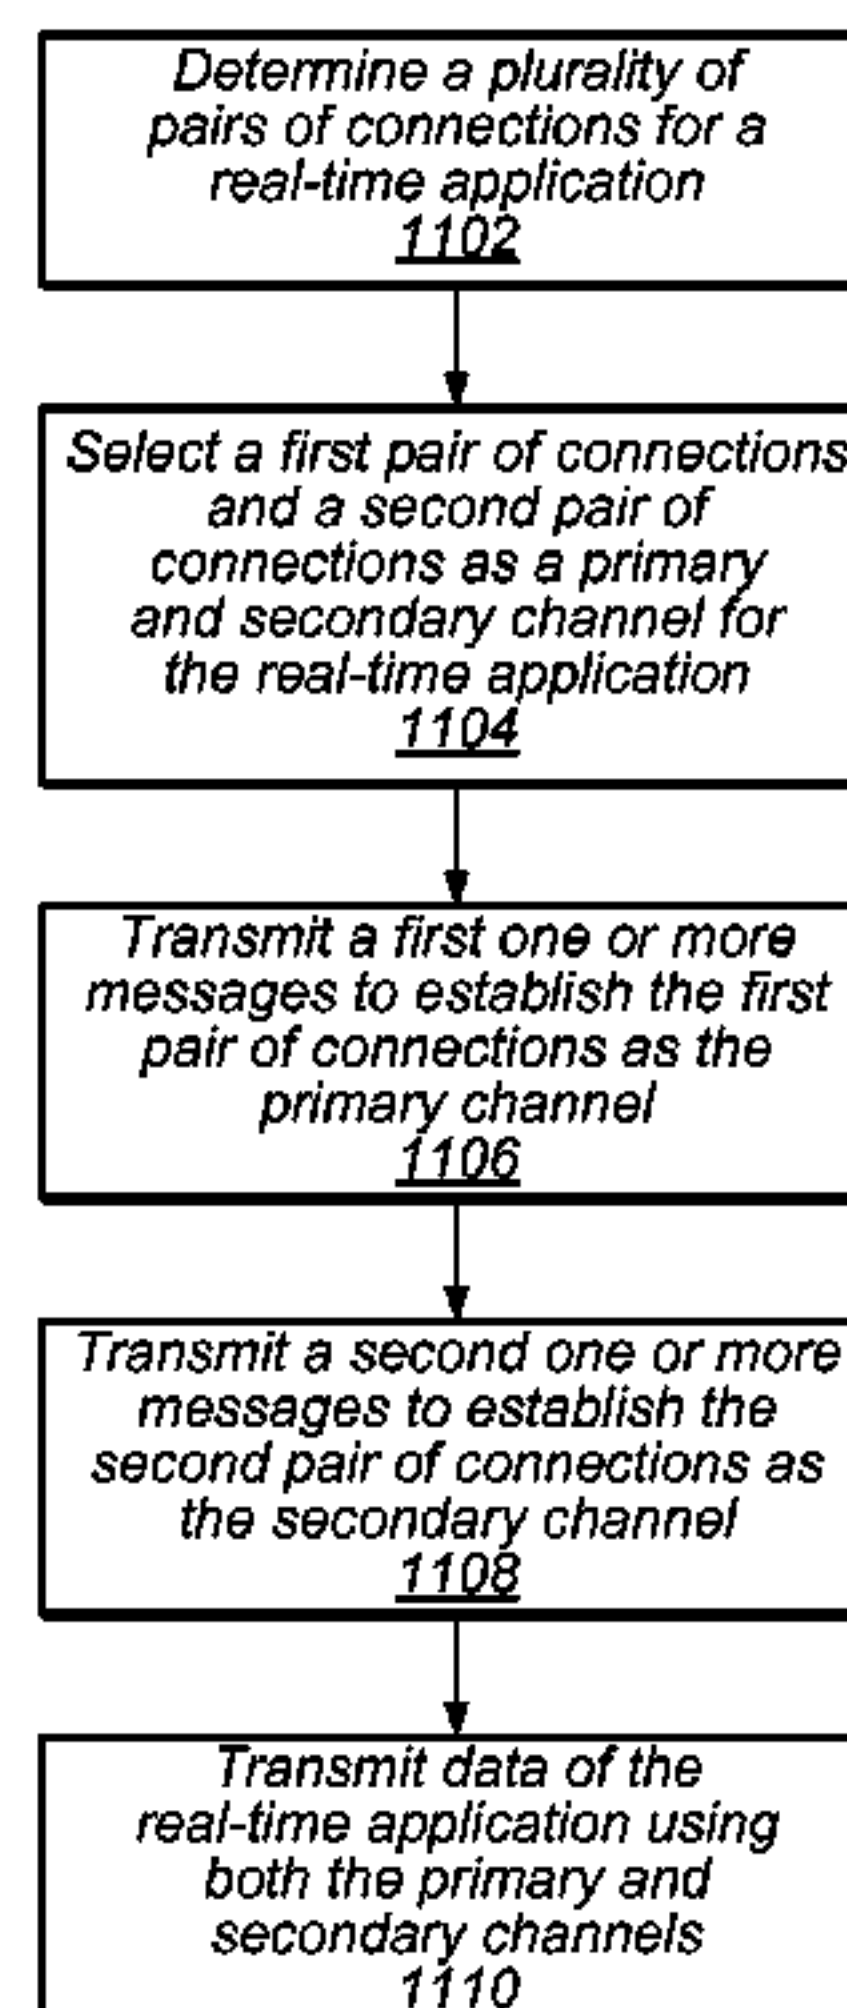 Determine a plurality of
pairs of connections for a
real-time application
1102
Select a first pair of connections
and a second pair of
connections as a primary
and secondary channel for
the real-time application
1104
Transmit a first one or more
messages to establish the first
pair of connections as the
primary channel
1106
Transmit a second one or more
messages to establish the
second pair of connections as
the secondary channel
1108
Transmit data of the
real-time application using
both the primary and
secondary channels
1110